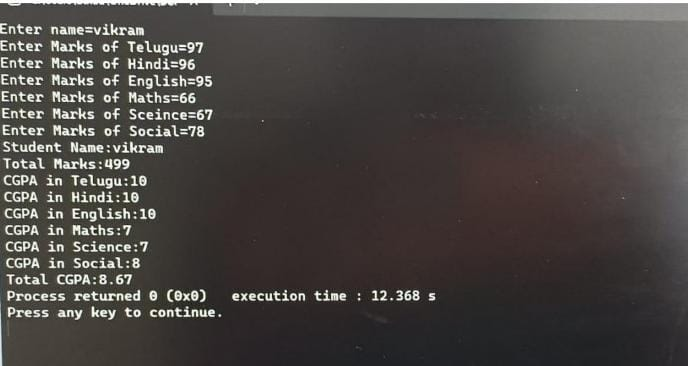 Enter name=vikram
Enter Marks of Telugu=97
Enter Marks of Hindi=96
Enter Marks of English=95
Enter Marks of Maths=66
Enter Marks of Sceince=67
Enter Marks of Social=78
Student Name:vikram
Total Marks:499
CGPA in Telugu:10
CGPA in Hindi:10
CGPA in English:10
CGPA in Maths:7
CGPA in Science:7
CGPA in Social:8
Total CGPA:8.67
Process returned 0 (0x0)   execution time : 12.368 s
Press any key to continue.